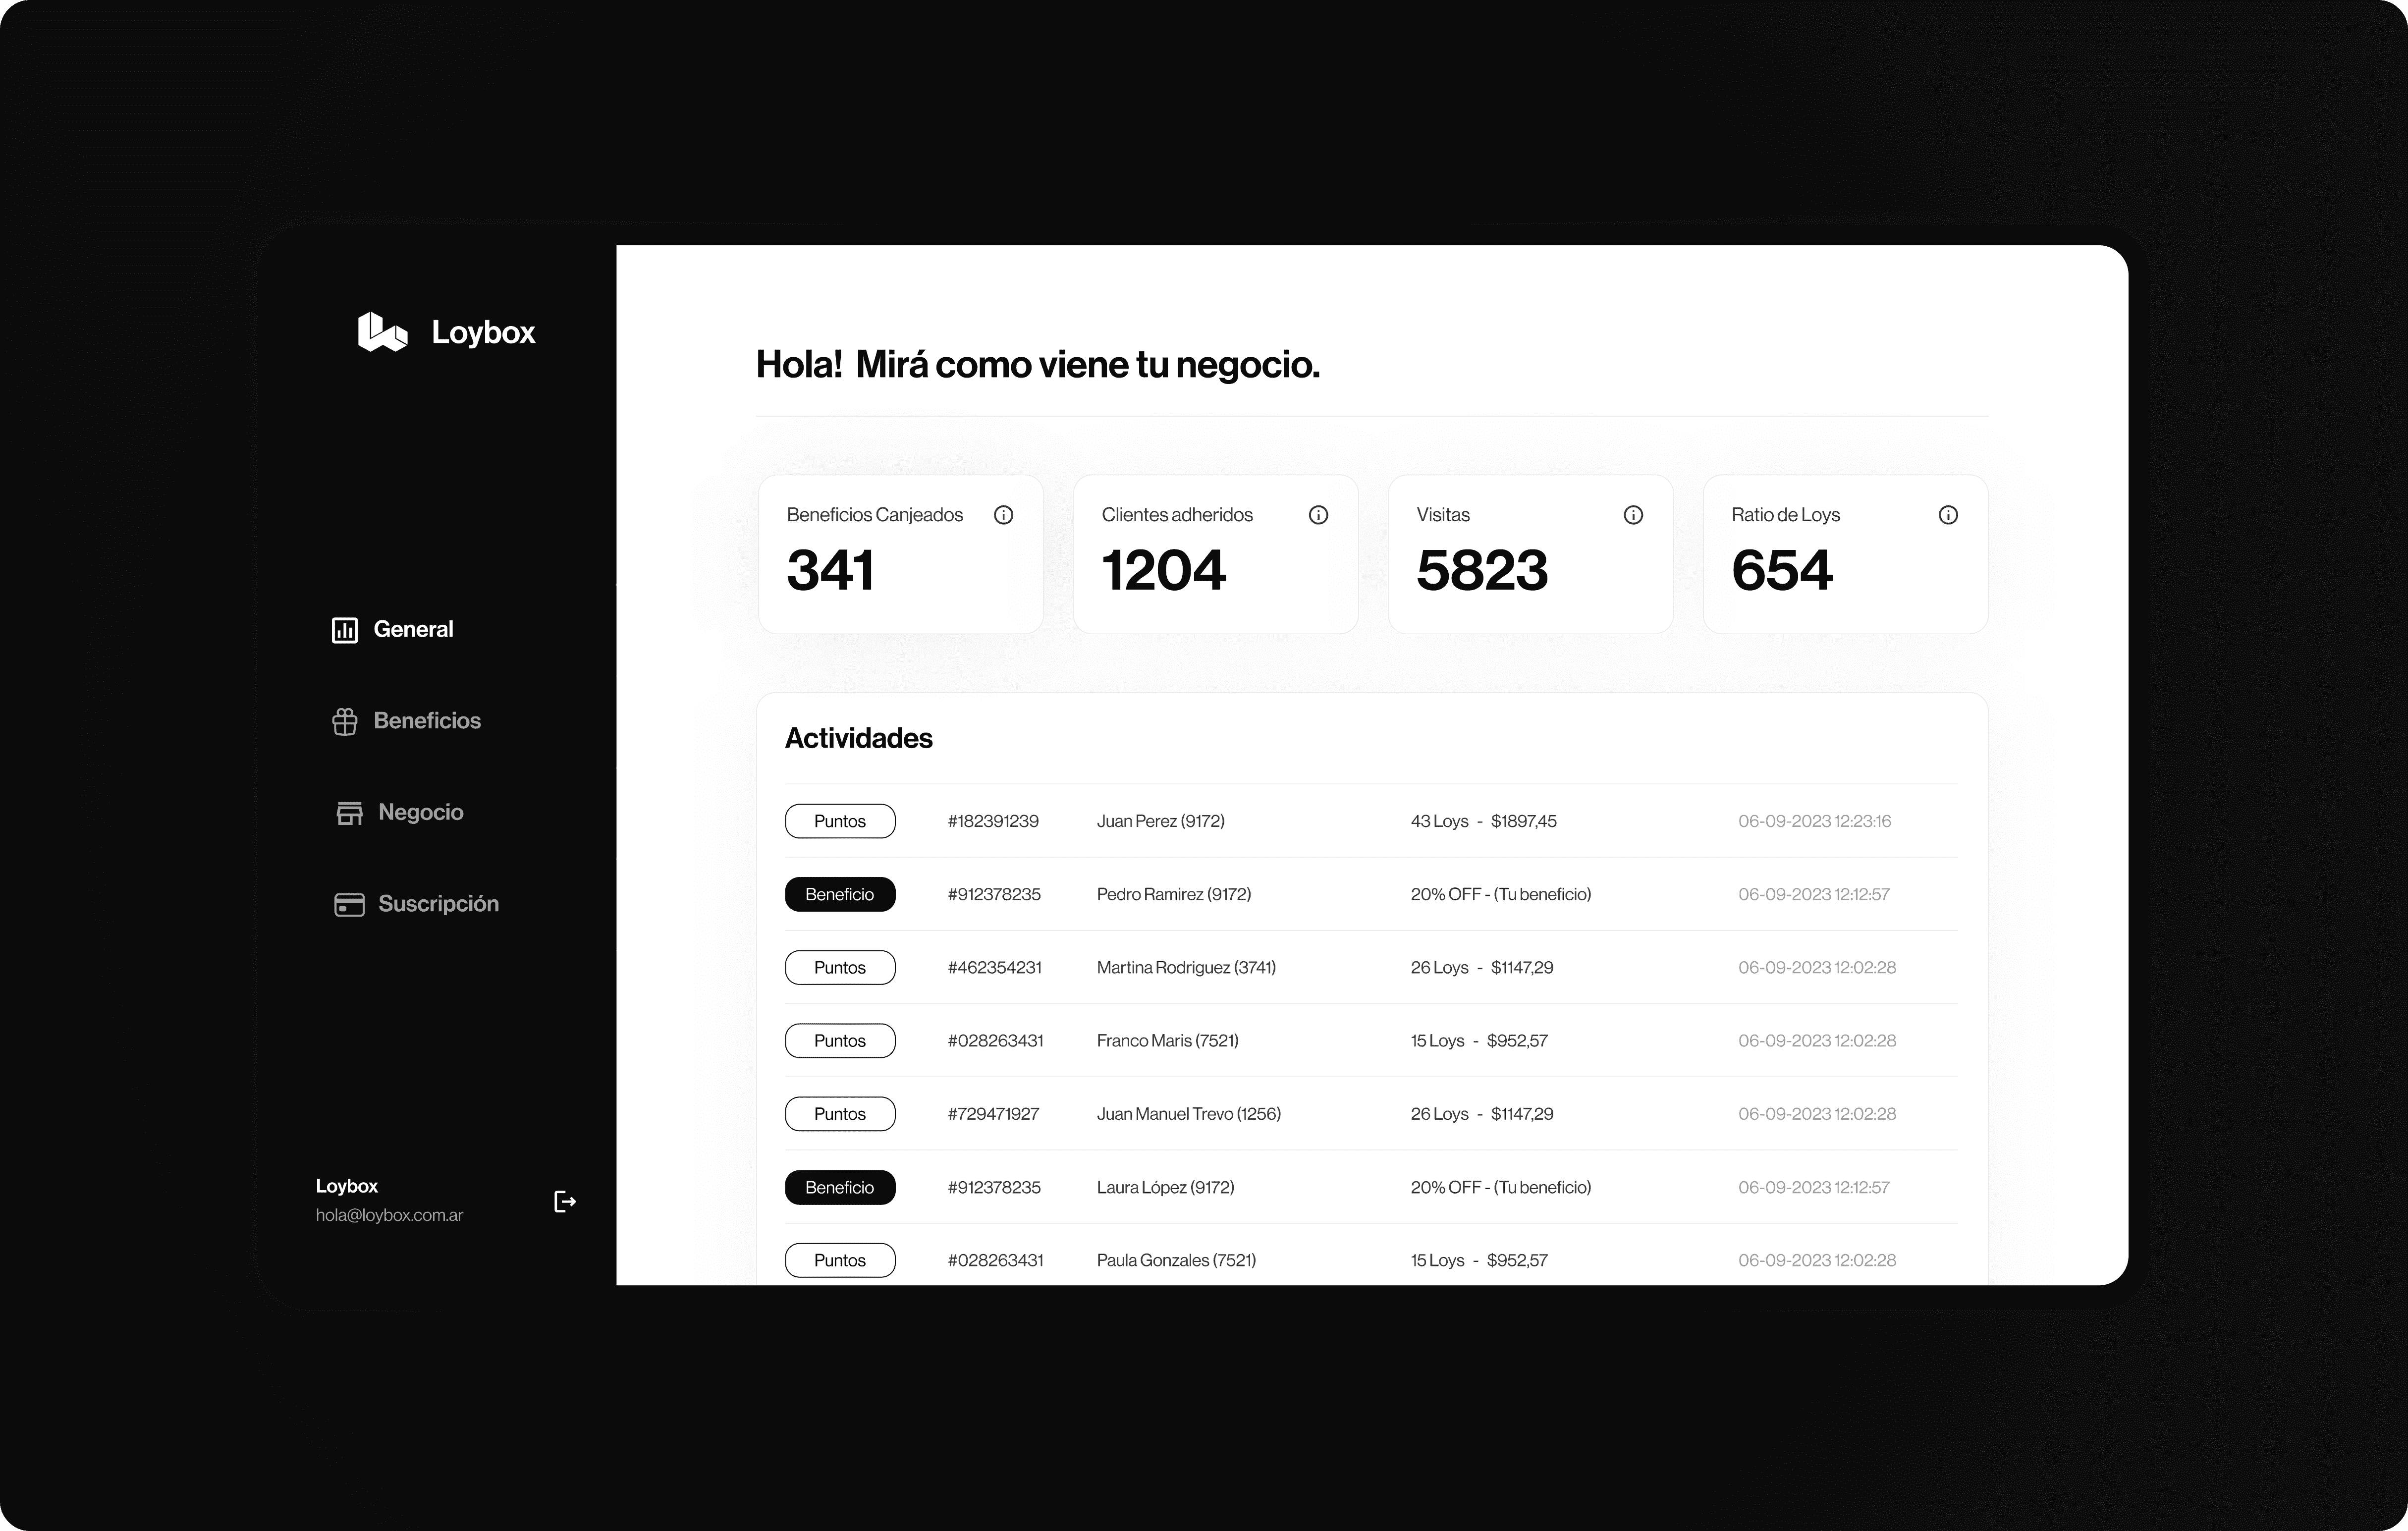 Loybox
General
Beneficios
Negocio
Suscripción
Loybox
hola@loybox.com.ar
Hola! Mirá como viene tu negocio.
Beneficios Canjeados
341
Clientes adheridos
1204
Visitas
5823
Ratio de Loys
654
Actividades
Puntos #182391239 Juan Perez (9172) 43 Loys - $1897,45 06-09-2023 12:23:16
Beneficio #912378235 Pedro Ramirez (9172) 20% OFF - (Tu beneficio) 06-09-2023 12:12:57
Puntos #462354231 Martina Rodriguez (3741) 26 Loys - $1147,29 06-09-2023 12:02:28
Puntos #028263431 Franco Maris (7521) 15 Loys - $952,57 06-09-2023 12:02:28
Puntos #729471927 Juan Manuel Trevo (1256) 26 Loys - $1147,29 06-09-2023 12:02:28
Beneficio #912378235 Laura López (9172) 20% OFF - (Tu beneficio) 06-09-2023 12:12:57
Puntos #028263431 Paula Gonzales (7521) 15 Loys - $952,57 06-09-2023 12:02:28